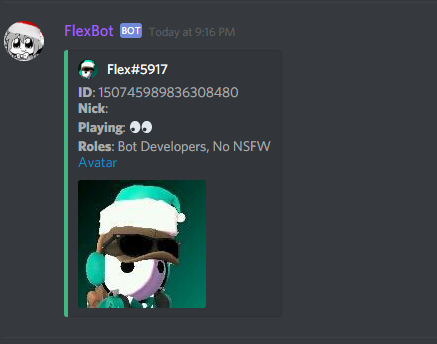 FlexBot BOT Today at 9:16 PM
Flex#5917
ID: 150745989836308480
Nick:
Playing: 👀
Roles: Bot Developers, No NSFW
Avatar